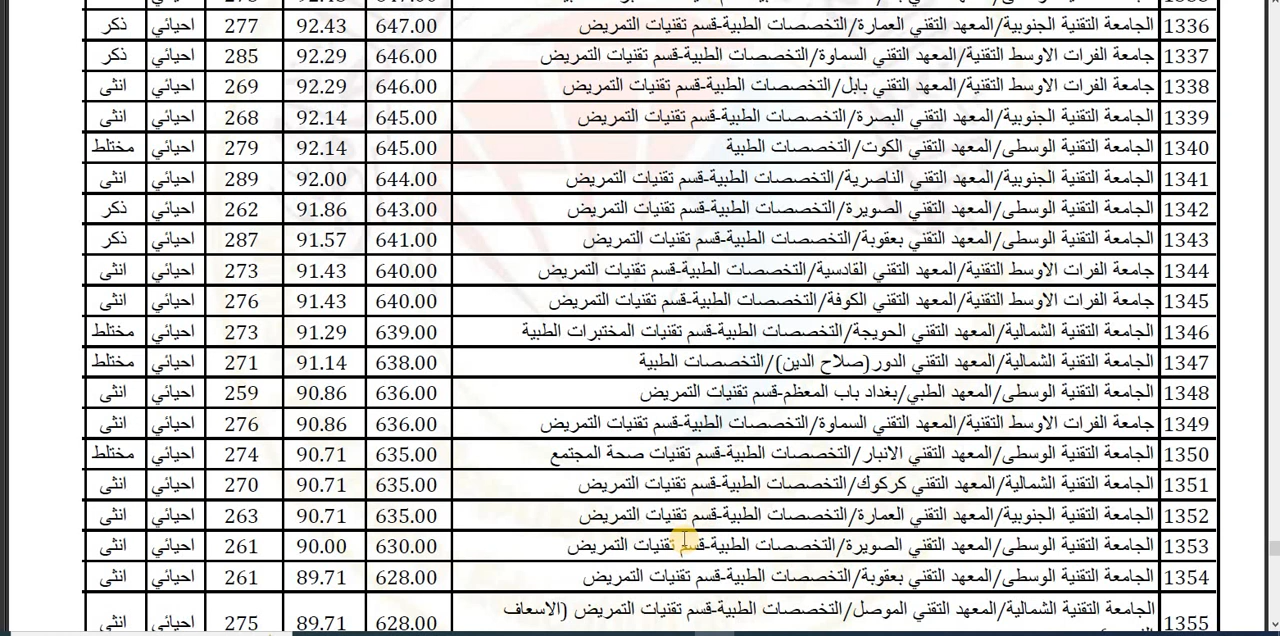 1336 الجامعة التقنية الجنوبية/المعهد التقني العمارة/التخصصات الطبية-قسم تقنيات التمريض 647.00 92.43 277 احيائي ذكر
1337 جامعة الفرات الاوسط التقنية/المعهد التقني السماوة/التخصصات الطبية-قسم تقنيات التمريض 646.00 92.29 285 احيائي ذكر
1338 جامعة الفرات الاوسط التقنية/المعهد التقني بابل/التخصصات الطبية-قسم تقنيات التمريض 646.00 92.29 269 احيائي انثى
1339 الجامعة التقنية الجنوبية/المعهد التقني البصرة/التخصصات الطبية-قسم تقنيات التمريض 645.00 92.14 268 احيائي انثى
1340 الجامعة التقنية الوسطى/المعهد التقني الكوت/التخصصات الطبية 645.00 92.14 279 احيائي مختلط
1341 الجامعة التقنية الجنوبية/المعهد التقني الناصرية/التخصصات الطبية-قسم تقنيات التمريض 644.00 92.00 289 احيائي انثى
1342 الجامعة التقنية الوسطى/المعهد التقني الصويرة/التخصصات الطبية-قسم تقنيات التمريض 643.00 91.86 262 احيائي ذكر
1343 الجامعة التقنية الوسطى/المعهد التقني بعقوبة/التخصصات الطبية-قسم تقنيات التمريض 641.00 91.57 287 احيائي ذكر
1344 جامعة الفرات الاوسط التقنية/المعهد التقني القادسية/التخصصات الطبية-قسم تقنيات التمريض 640.00 91.43 273 احيائي انثى
1345 جامعة الفرات الاوسط التقنية/المعهد التقني الكوفة/التخصصات الطبية-قسم تقنيات التمريض 640.00 91.43 276 احيائي انثى
1346 الجامعة التقنية الشمالية/المعهد التقني الحويجة/التخصصات الطبية-قسم تقنيات المختبرات الطبية 639.00 91.29 273 احيائي مختلط
1347 الجامعة التقنية الشمالية/المعهد التقني الدور(صلاح الدين)/التخصصات الطبية 638.00 91.14 271 احيائي مختلط
1348 الجامعة التقنية الوسطى/المعهد الطبي/بغداد باب المعظم-قسم تقنيات التمريض 636.00 90.86 259 احيائي انثى
1349 جامعة الفرات الاوسط التقنية/المعهد التقني السماوة/التخصصات الطبية-قسم تقنيات التمريض 636.00 90.86 276 احيائي انثى
1350 الجامعة التقنية الوسطى/المعهد التقني الانبار/التخصصات الطبية-قسم تقنيات صحة المجتمع 635.00 90.71 274 احيائي مختلط
1351 الجامعة التقنية الشمالية/المعهد التقني كركوك/التخصصات الطبية-قسم تقنيات التمريض 635.00 90.71 270 احيائي انثى
1352 الجامعة التقنية الجنوبية/المعهد التقني العمارة/التخصصات الطبية-قسم تقنيات التمريض 635.00 90.71 263 احيائي انثى
1353 الجامعة التقنية الوسطى/المعهد التقني الصويرة/التخصصات الطبية-قسم تقنيات التمريض 630.00 90.00 261 احيائي انثى
1354 الجامعة التقنية الوسطى/المعهد التقني بعقوبة/التخصصات الطبية-قسم تقنيات التمريض 628.00 89.71 261 احيائي انثى
1355 الجامعة التقنية الشمالية/المعهد التقني الموصل/التخصصات الطبية-قسم تقنيات التمريض (الاسعاف 628.00 89.71 275 احيائي انثى